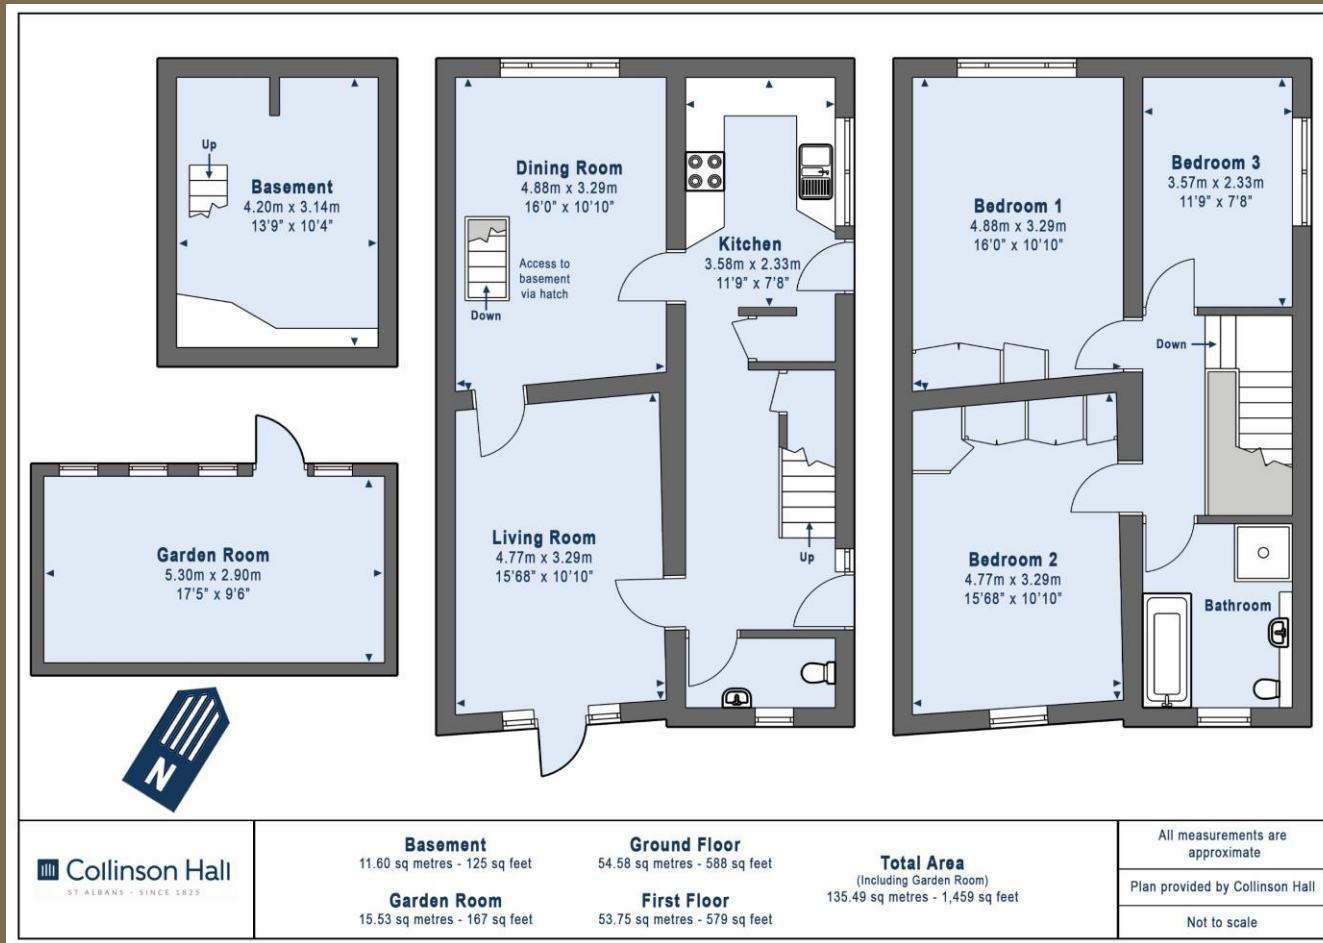 Up
Basement
4.20m x 3.14m
13'9" x 10'4"
Garden Room
5.30m x 2.90m
17'5" x 9'6"
N
Dining Room
4.88m x 3.29m
16'0" x 10'10"
Access to
basement
via hatch
Down
Kitchen
3.58m x 2.33m
11'9" x 7'8"
Living Room
4.77m x 3.29m
15'68" x 10'10"
Up
Bedroom 1
4.88m x 3.29m
16'0" x 10'10"
Bedroom 3
3.57m x 2.33m
11'9" x 7'8"
Down
Bedroom 2
4.77m x 3.29m
15'68" x 10'10"
Bathroom
Collinson Hall
ST ALBANS - SINCE 1825
Basement
11.60 sq metres - 125 sq feet
Garden Room
15.53 sq metres - 167 sq feet
Ground Floor
54.58 sq metres - 588 sq feet
First Floor
53.75 sq metres - 579 sq feet
Total Area
(Including Garden Room)
135.49 sq metres - 1,459 sq feet
All measurements are
approximate
Plan provided by Collinson Hall
Not to scale